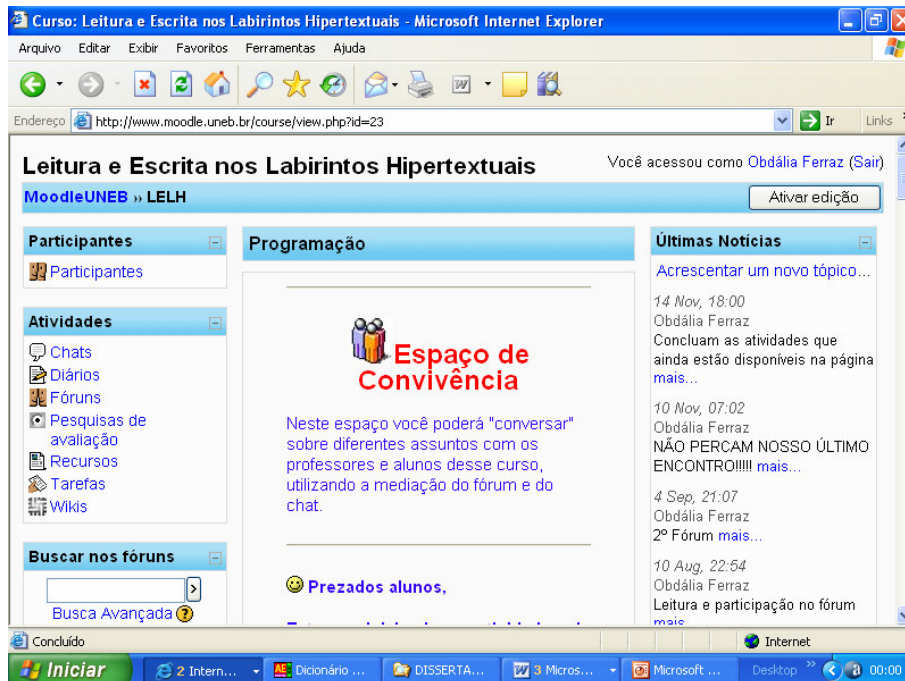 Curso: Leitura e Escrita nos Labirintos Hipertextuais - Microsoft Internet Explorer
Arquivo Editar Exibir Favoritos Ferramentas Ajuda
Endereço http://www.moodle.uneb.br/course/view.php?id=23 Ir Links
Leitura e Escrita nos Labirintos Hipertextuais
Você acessou como Obdália Ferraz (Sair)
MoodleUNEB » LELH
Ativar edição
Participantes
Participantes
Atividades
Chats
Diários
Fóruns
Pesquisas de
avaliação
Recursos
Tarefas
Wikis
Buscar nos fóruns
Busca Avançada
Programação
Espaço de
Convivência
Neste espaço você poderá "conversar"
sobre diferentes assuntos com os
professores e alunos desse curso,
utilizando a mediação do fórum e do
chat.
Prezados alunos,
Últimas Notícias
Acrescentar um novo tópico...
14 Nov, 18:00
Obdália Ferraz
Concluam as atividades que
ainda estão disponíveis na página
mais...
10 Nov, 07:02
Obdália Ferraz
NÃO PERCAM NOSSO ÚLTIMO
ENCONTRO!!!!! mais...
4 Sep, 21:07
Obdália Ferraz
2º Fórum mais...
10 Aug, 22:54
Obdália Ferraz
Leitura e participação no fórum
mais...
Concluído Internet
Iniciar 2 Intern... Dicionário ... DISSERTA... 3 Micros... Microsoft ... Desktop 00:00